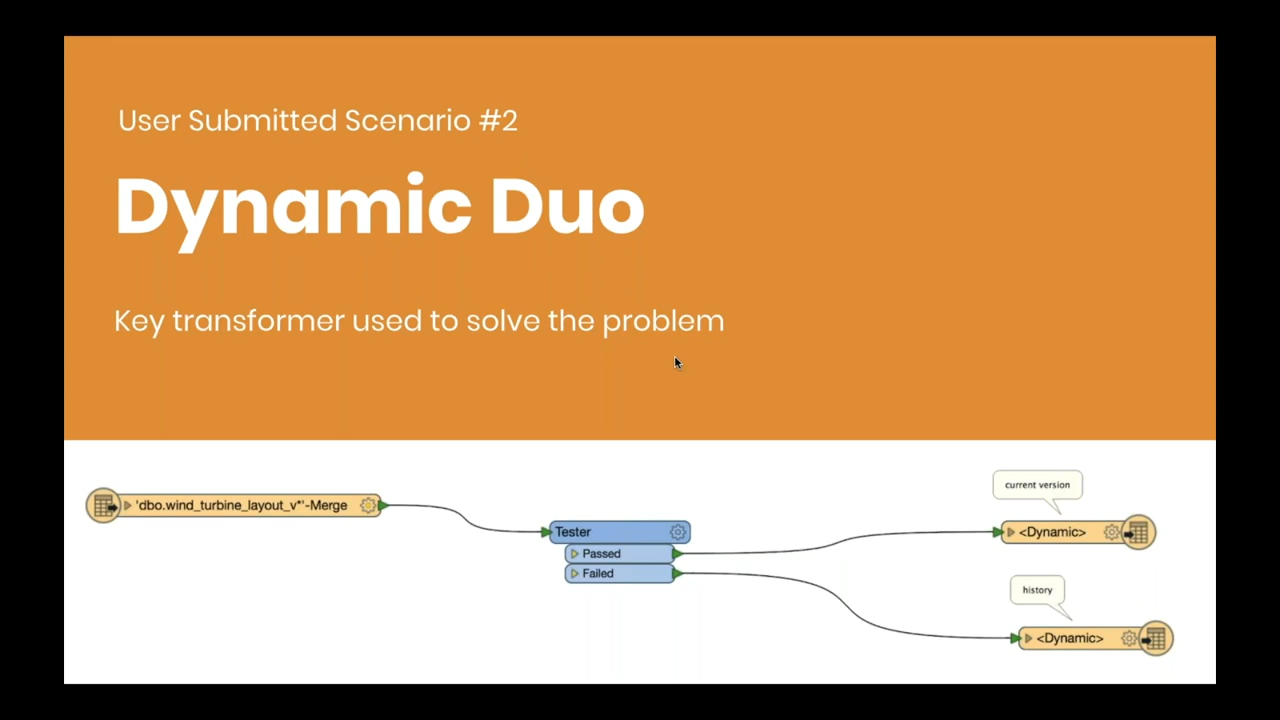 User Submitted Scenario #2
Dynamic Duo
Key transformer used to solve the problem
current version
'dbo.wind_turbine_layout_v*'-Merge
Tester
<Dynamic>
Passed
Failed
history
<Dynamic>